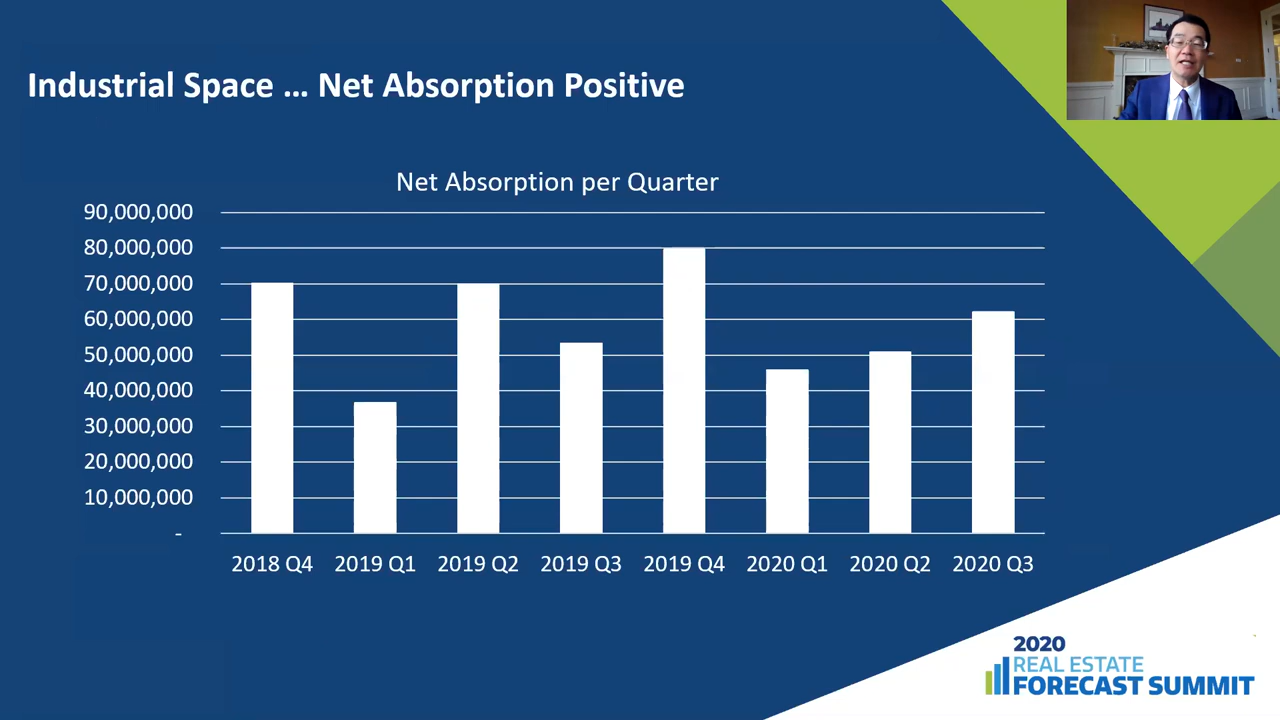 Industrial Space … Net Absorption Positive
Net Absorption per Quarter
90,000,000
80,000,000
70,000,000
60,000,000
50,000,000
40,000,000
30,000,000
20,000,000
10,000,000
-
2018 Q4 2019 Q1 2019 Q2 2019 Q3 2019 Q4 2020 Q1 2020 Q2 2020 Q3
2020
REAL ESTATE
FORECAST SUMMIT